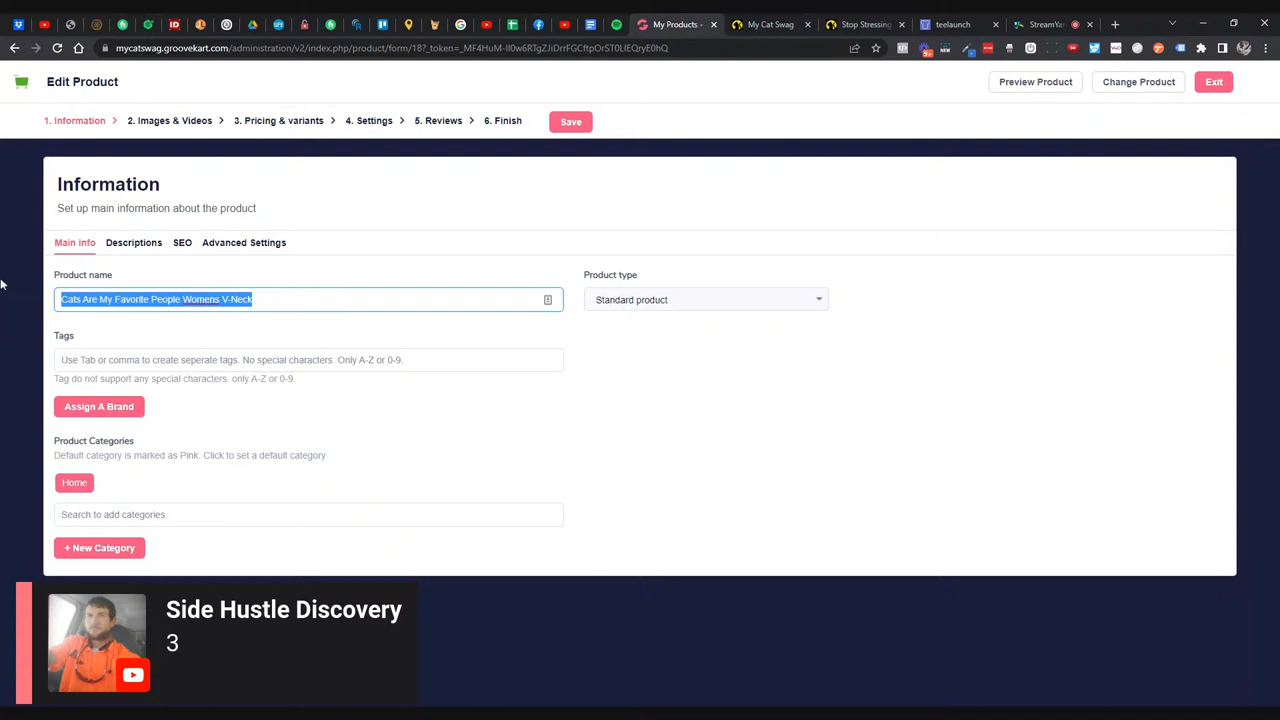 My Products -
My Cat Swag
Stop Stressing
teelaunch
StreamYar
mycatswag.groovekart.com/administration/v2/index.php/product/form/18?_token=_MF4HuM-Il0w6RTgZJiDrrFGCftpOrST0LIEQryE0hQ
Edit Product
Preview Product
Change Product
Exit
1. Information
2. Images & Videos
3. Pricing & variants
4. Settings
5. Reviews
6. Finish
Save
Information
Set up main information about the product
Main info
Descriptions
SEO
Advanced Settings
Product name
Product type
Cats Are My Favorite People Womens V-Neck
Standard product
Tags
Use Tab or comma to create seperate tags. No special characters. Only A-Z or 0-9.
Tag do not support any special characters. only A-Z or 0-9.
Assign A Brand
Product Categories
Default category is marked as Pink. Click to set a default category
Home
Search to add categories
+ New Category
Side Hustle Discovery
3